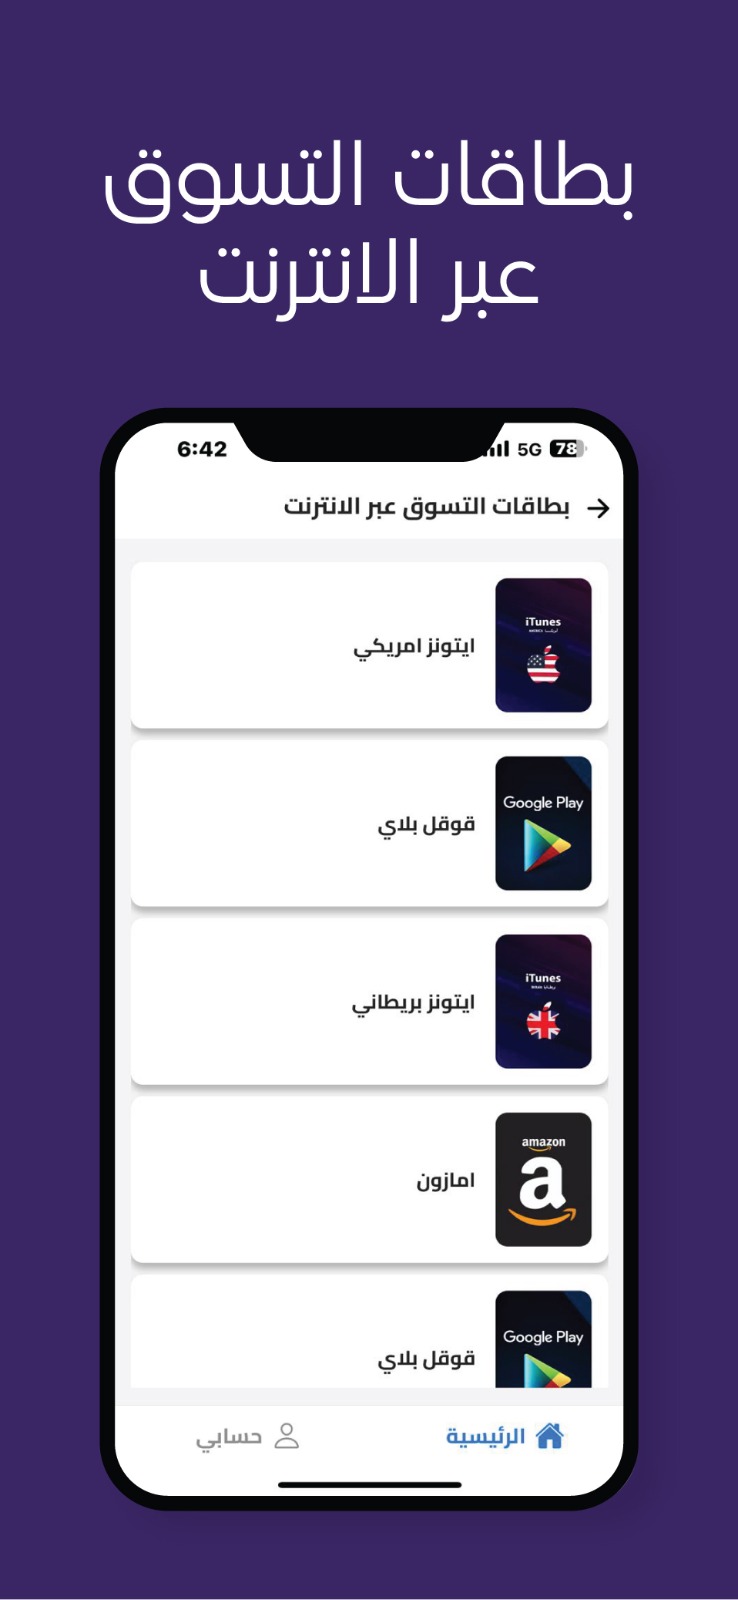 بطاقات التسوق
عبر الانترنت
6:42
5G 78
بطاقات التسوق عبر الانترنت
iTunes
ايتونز امريكي
Google Play
قوقل بلاي
iTunes
ايتونز بريطاني
amazon
a
امازون
Google Play
قوقل بلاي
الرئيسية
حسابي